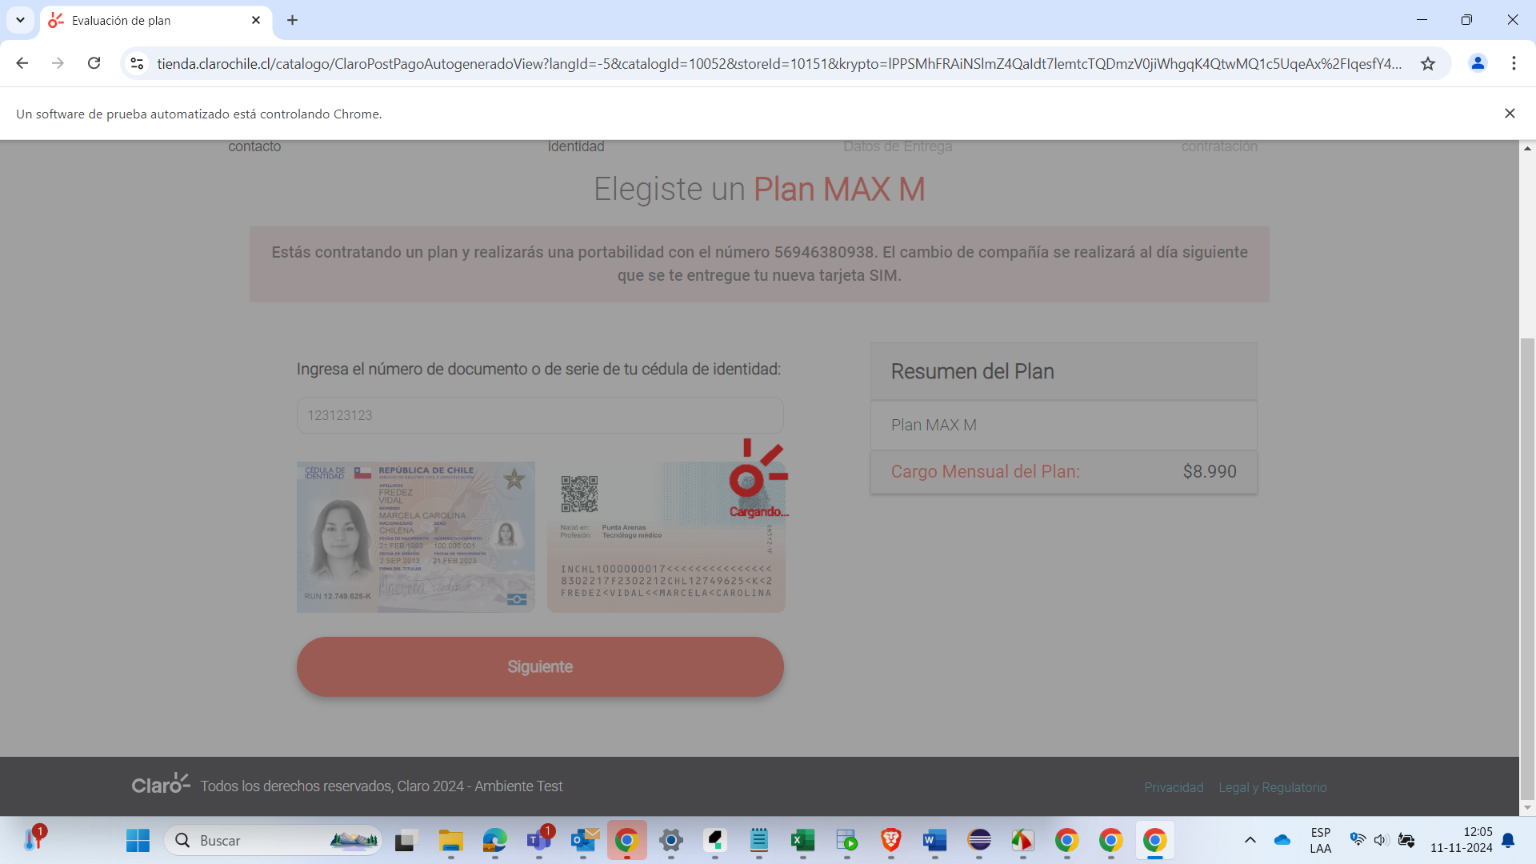 Evaluación de plan
tienda.clarochile.cl/catalogo/ClaroPostPagoAutogeneradoView?langId=-5&catalogId=10052&storeId=10151&krypto=
Un software de prueba automatizado está controlando Chrome.
contacto
identidad
Datos de Entrega
contratación
Elegiste un Plan MAX M
Estás contratando un plan y realizarás una portabilidad con el número 56946380938. El cambio de compañía se realizará al día siguiente
que se te entregue tu nueva tarjeta SIM.
Ingresa el número de documento o de serie de tu cédula de identidad:
123123123
CÉDULA DE
IDENTIDAD
REPÚBLICA DE CHILE
FREDEZ
VIDAL
MARCELA CAROLINA
CHILENA
21 FEB 1983
100.000.001
2 SEP 2013
21 FEB 2023
RUN 12.749.625-K
Nació en: Punta Arenas
Profesión: Tecnólogo médico
INCHL1000000017<<<<<<<<<<<<<<<
8302217F2302212CHL12749625<K<2
FREDEZ<VIDAL<<MARCELA<CAROLINA
Cargando...
Siguiente
Resumen del Plan
Plan MAX M
Cargo Mensual del Plan: $8.990
Claro Todos los derechos reservados, Claro 2024 - Ambiente Test
Privacidad Legal y Regulatorio
1
Buscar
1
ESP
LAA
12:05
11-11-2024